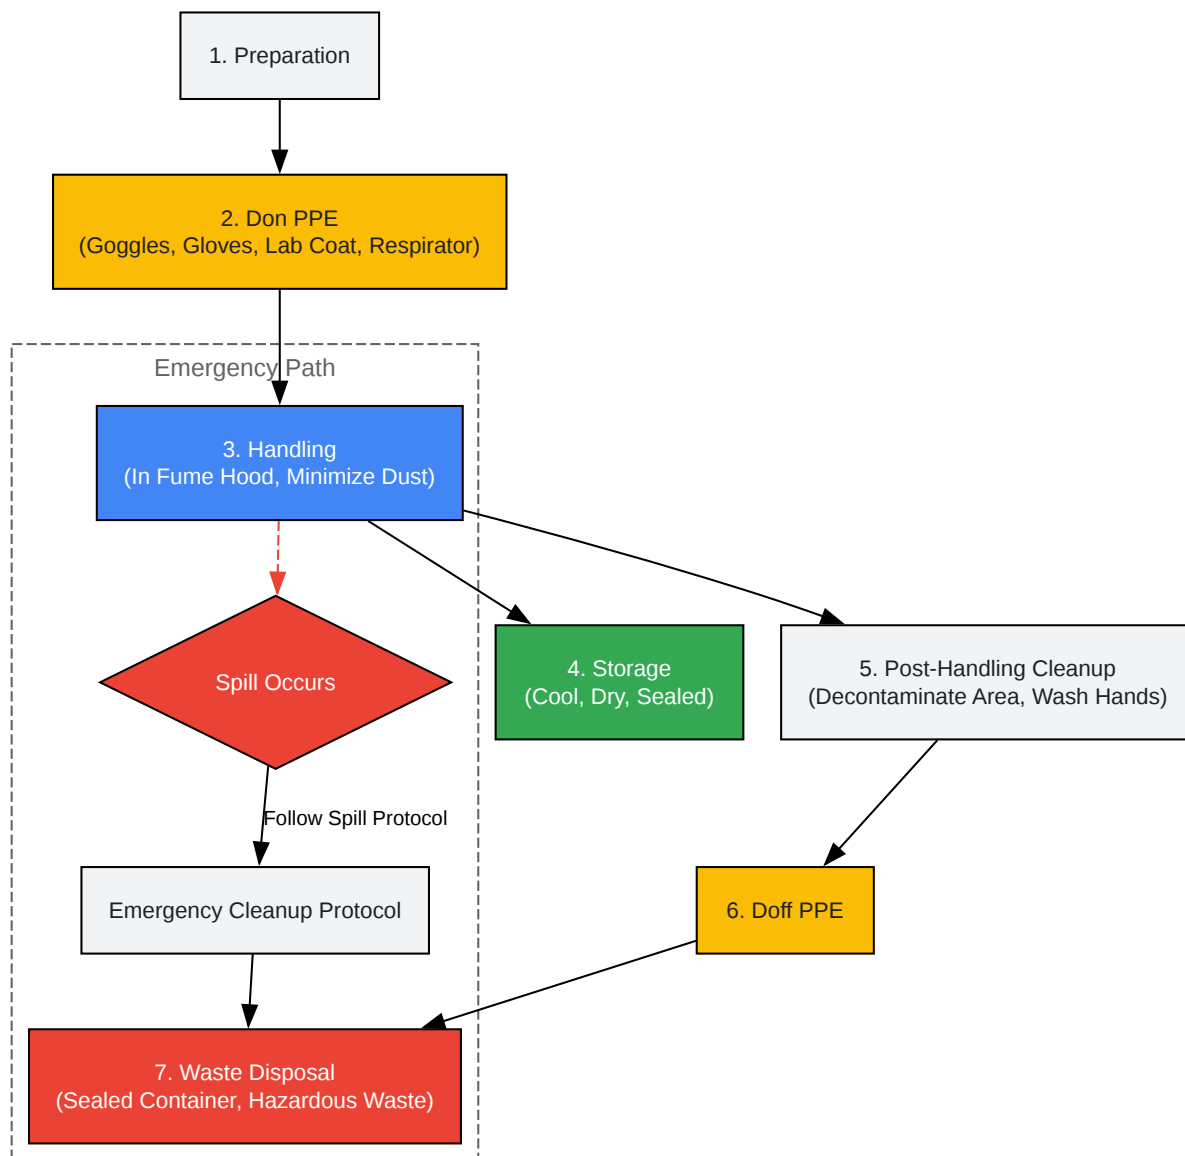 1. Preparation
2. Don PPE
(Goggles, Gloves, Lab Coat, Respirator)
Emergency Path
3. Handling
(In Fume Hood, Minimize Dust)
Spill Occurs
4. Storage
(Cool, Dry, Sealed)
5. Post-Handling Cleanup
(Decontaminate Area, Wash Hands)
Follow Spill Protocol
Emergency Cleanup Protocol
6. Doff PPE
7. Waste Disposal
(Sealed Container, Hazardous Waste)